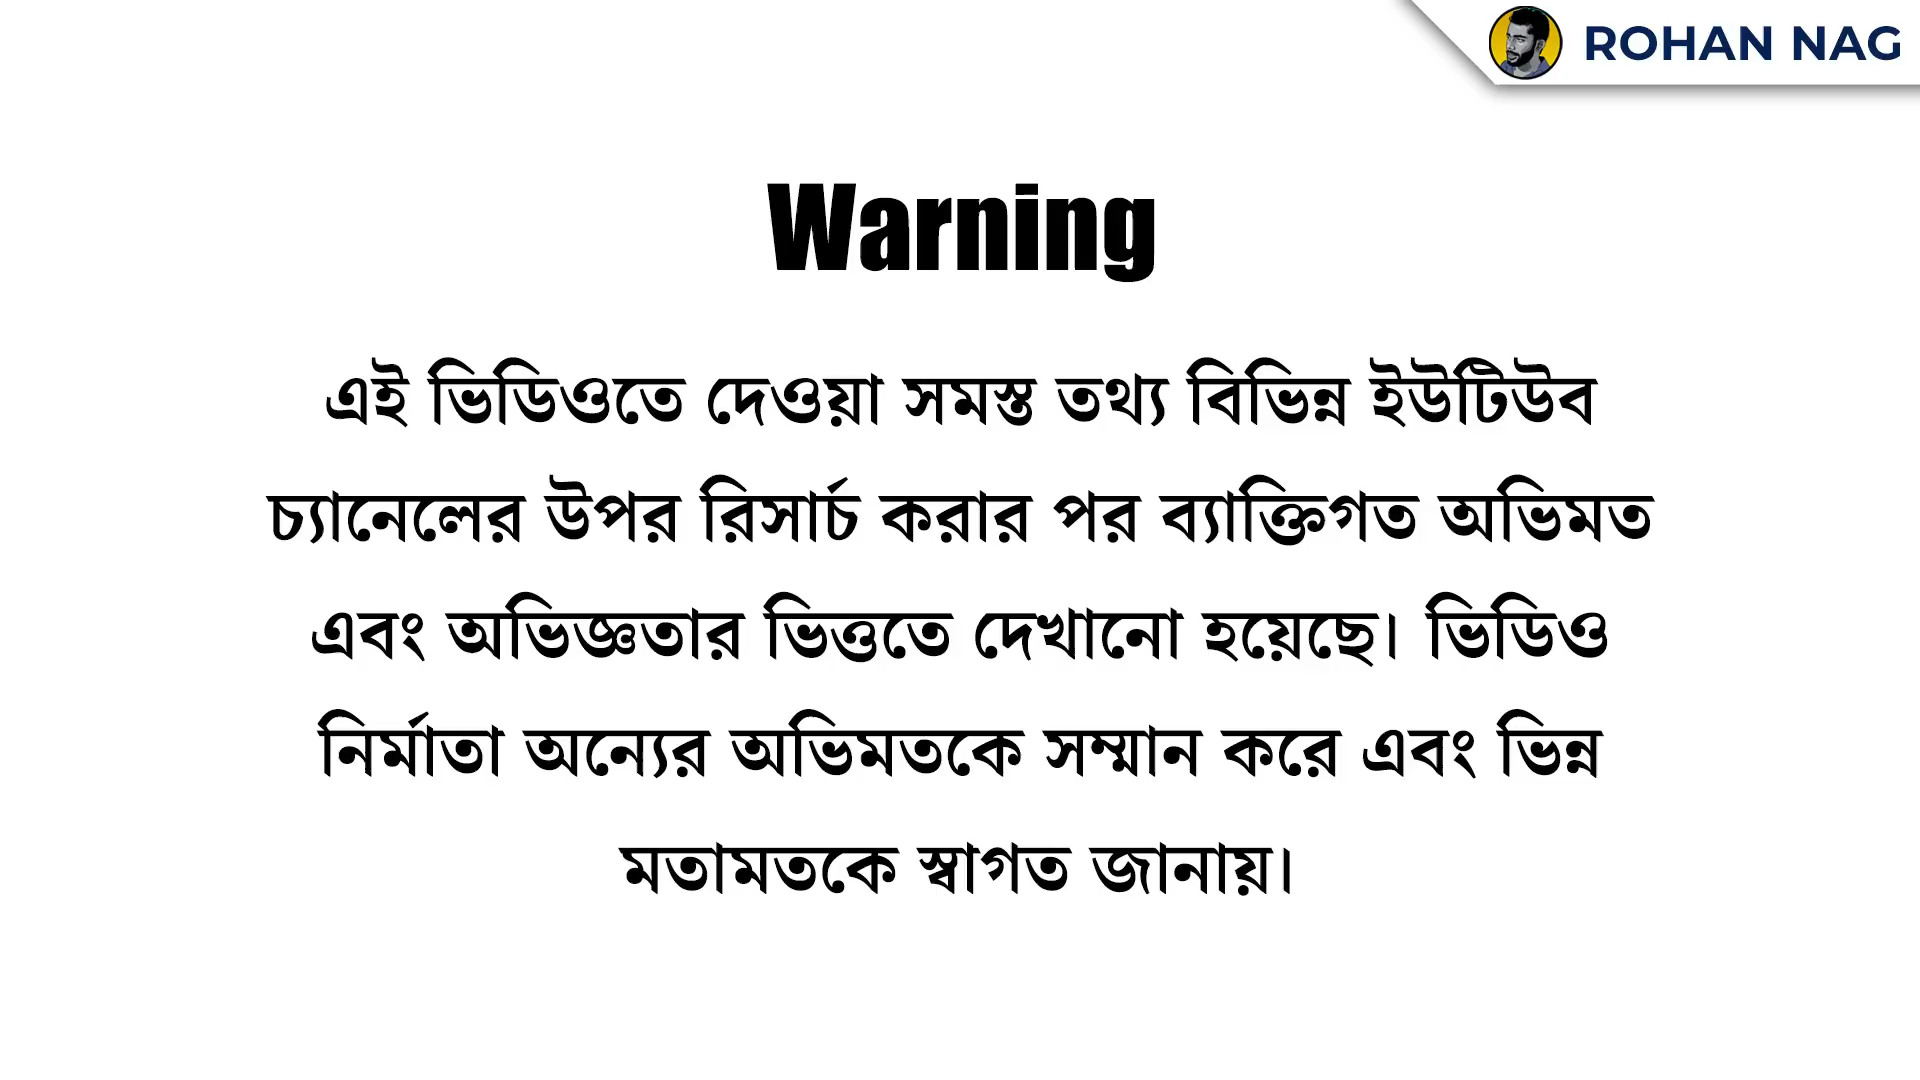 ROHAN NAG
Warning
এই ভিডিওতে দেওয়া সমস্ত তথ্য বিভিন্ন ইউটিউব
চ্যানেলের উপর রিসার্চ করার পর ব্যাক্তিগত অভিমত
এবং অভিজ্ঞতার ভিত্ততে দেখানো হয়েছে। ভিডিও
নির্মাতা অন্যের অভিমতকে সম্মান করে এবং ভিন্ন
মতামতকে স্বাগত জানায়।